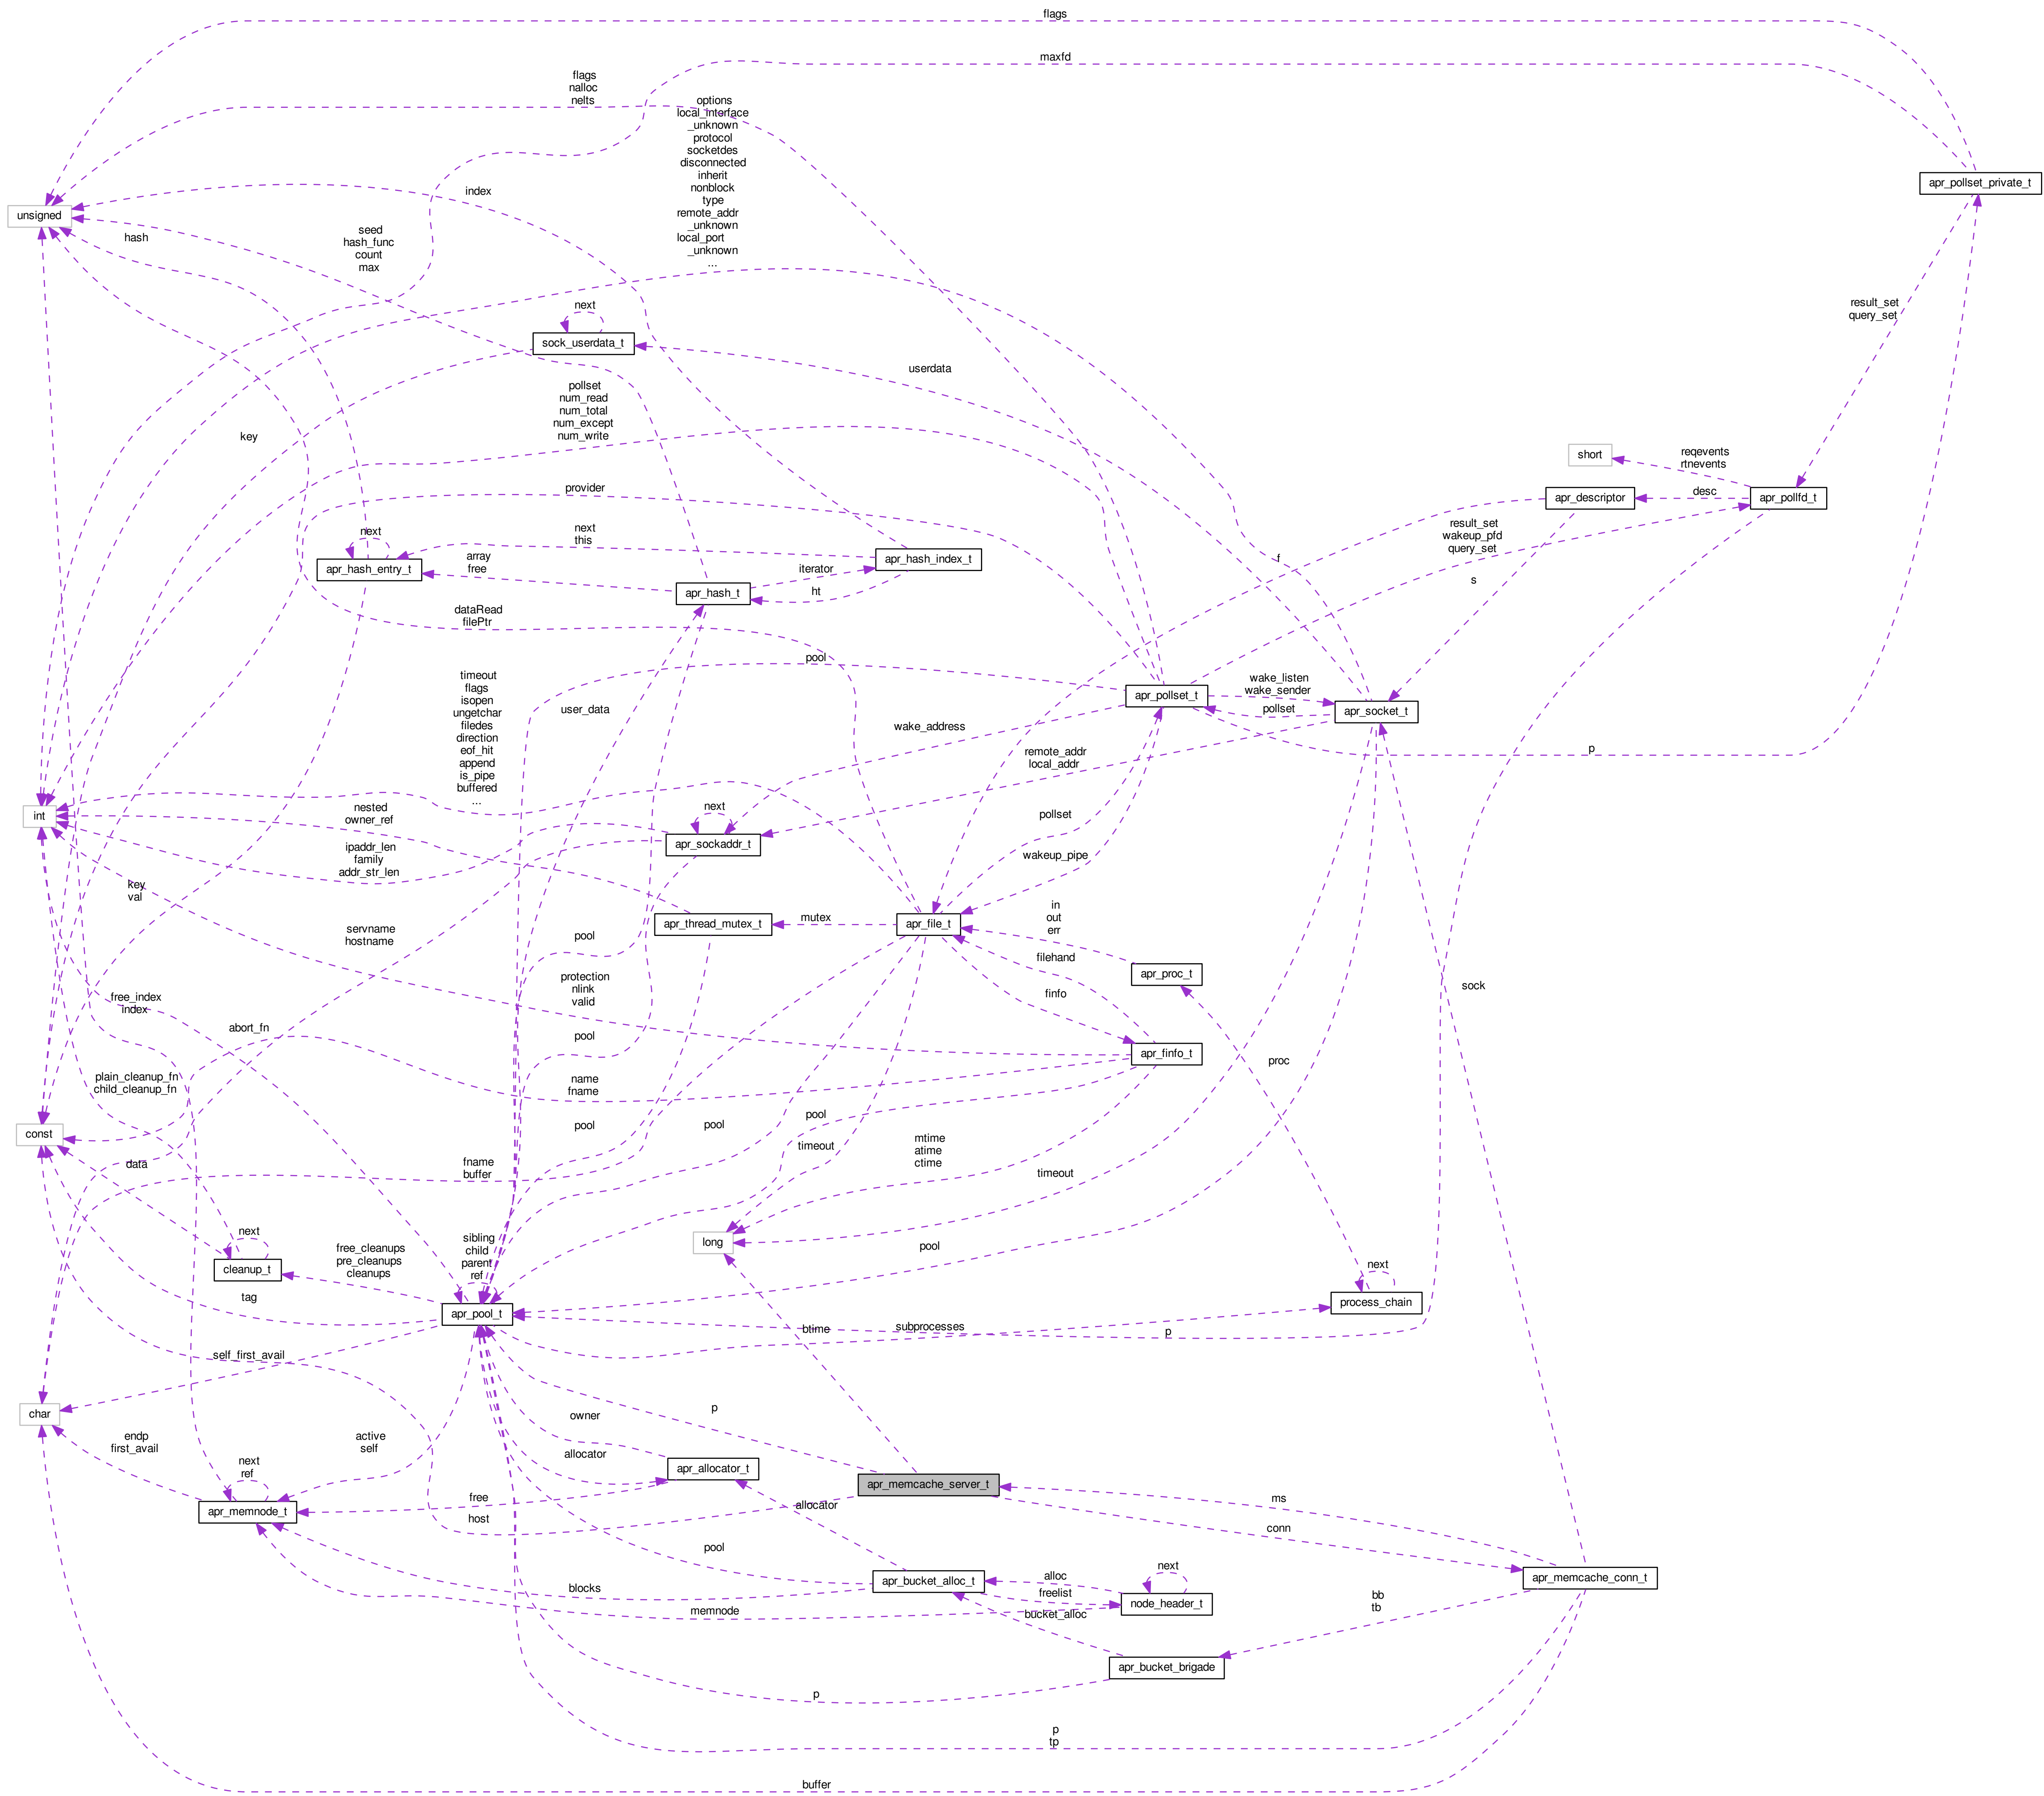 flags
maxfd
flags
nalloc
nelts
options
local_interface
_unknown
protocol
socketdes
disconnected
inherit
nonblock
type
remote_addr
_unknown
local_port
_unknown
...
apr_pollset_private_t
index
unsigned
hash
seed
hash_func
count
max
result_set
query_set
next
sock_userdata_t
userdata
pollset
num_read
num_total
num_except
num_write
key
short
reqevents
rtnevents
provider
apr_descriptor
desc
apr_pollfd_t
result_set
wakeup_pfd
query_set
next
next
this
apr_hash_index_t
f
array
free
iterator
apr_hash_entry_t
s
apr_hash_t
ht
dataRead
filePtr
pool
timeout
flags
isopen
ungetchar
filedes
direction
eof_hit
append
is_pipe
buffered
...
user_data
apr_pollset_t
wake_listen
wake_sender
pollset
apr_socket_t
wake_address
remote_addr
local_addr
p
int
nested
owner_ref
next
apr_sockaddr_t
pollset
ipaddr_len
family
addr_str_len
wakeup_pipe
key
val
apr_thread_mutex_t
mutex
apr_file_t
in
out
err
servname
hostname
pool
filehand
apr_proc_t
sock
protection
nlink
valid
finfo
free_index
index
abort_fn
pool
apr_finfo_t
proc
plain_cleanup_fn
child_cleanup_fn
name
fname
const
pool
pool
pool
timeout
mtime
atime
ctime
data
fname
buffer
timeout
next
cleanup_t
free_cleanups
pre_cleanups
cleanups
sibling
child
parent
ref
long
pool
next
process_chain
tag
apr_pool_t
btime
subprocesses
p
self_first_avail
char
p
owner
endp
first_avail
active
self
allocator
next
ref
apr_allocator_t
apr_memcache_server_t
ms
free
allocator
apr_memnode_t
host
conn
pool
next
alloc
apr_bucket_alloc_t
apr_memcache_conn_t
blocks
freelist
node_header_t
bb
tb
memnode
bucket_alloc
apr_bucket_brigade
p
p
tp
buffer